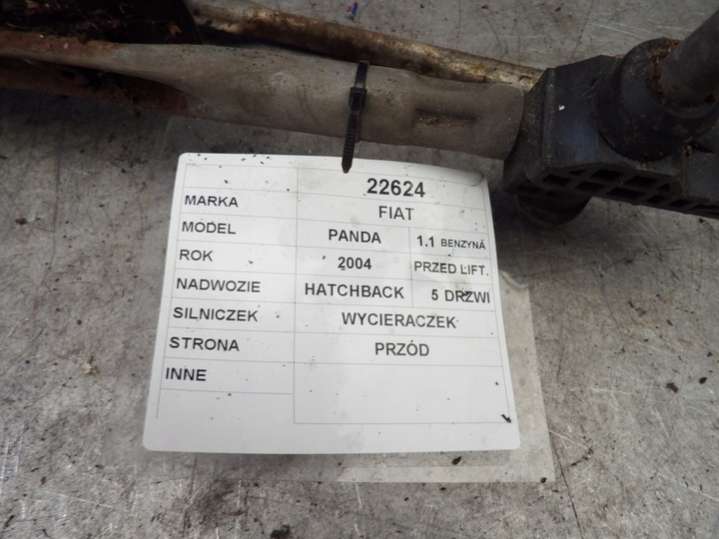 22624
MARKA FIAT
MODEL PANDA 1.1 BENZYNA
ROK 2004 PRZED LIFT.
NADWOZIE HATCHBACK 5 DRZWI
SILNICZEK WYCIERACZEK
STRONA PRZÓD
INNE